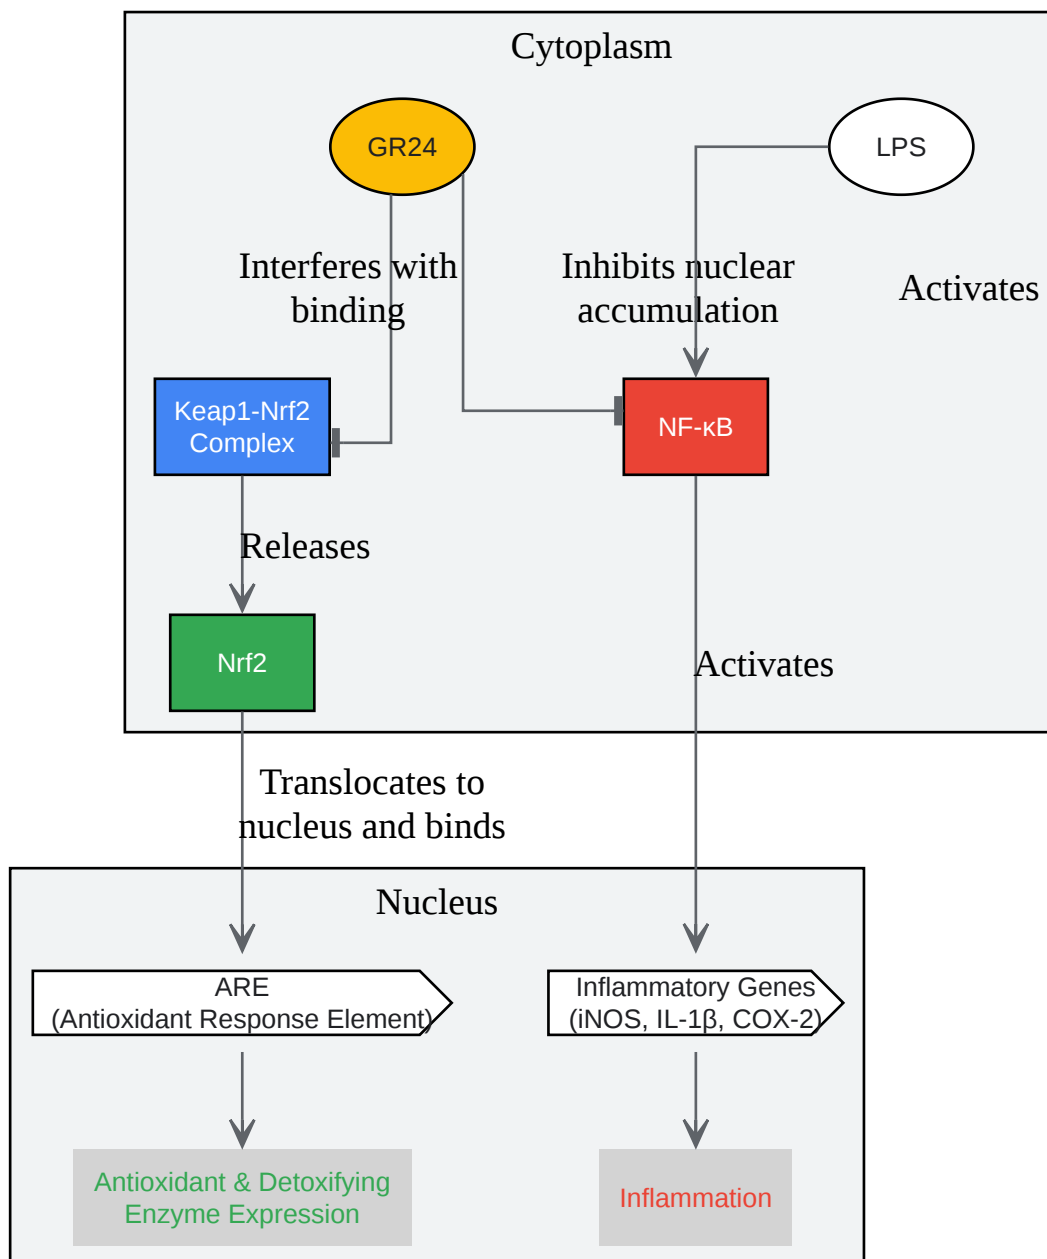 Cytoplasm
GR24
LPS
Interferes with
binding
Inhibits nuclear
accumulation
Activates
Keap1-Nrf2
Complex
NF-κB
Releases
Nrf2
Activates
Translocates to
nucleus and binds
Nucleus
ARE
(Antioxidant Response Element)
Inflammatory Genes
(iNOS, IL-1β, COX-2)
Antioxidant & Detoxifying
Enzyme Expression
Inflammation